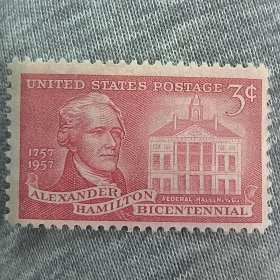 UNITED STATES POSTAGE 3¢
1757
1957
ALEXANDER
HAMILTON
BICENTENNIAL
FEDERAL HALL, N.Y.C.